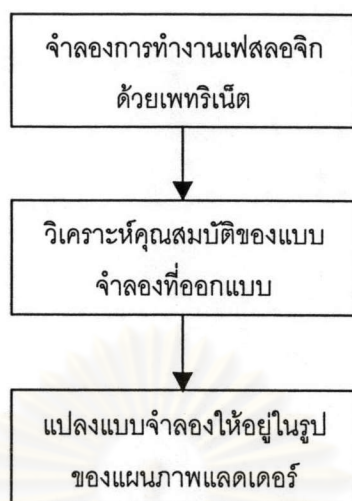 จำลองการทำงานเฟสลอจิก
ด้วยเพทริเน็ต
วิเคราะห์คุณสมบัติของแบบ
จำลองที่ออกแบบ
แปลงแบบจำลองให้อยู่ในรูป
ของแผนภาพแลดเดอร์